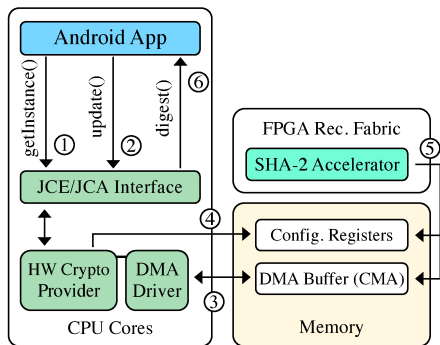 Android App
getInstance()
update()
digest()
1
2
6
JCE/JCA Interface
HW Crypto
Provider
DMA
Driver
CPU Cores
FPGA Rec. Fabric
SHA-2 Accelerator
5
4
3
Config. Registers
DMA Buffer (CMA)
Memory